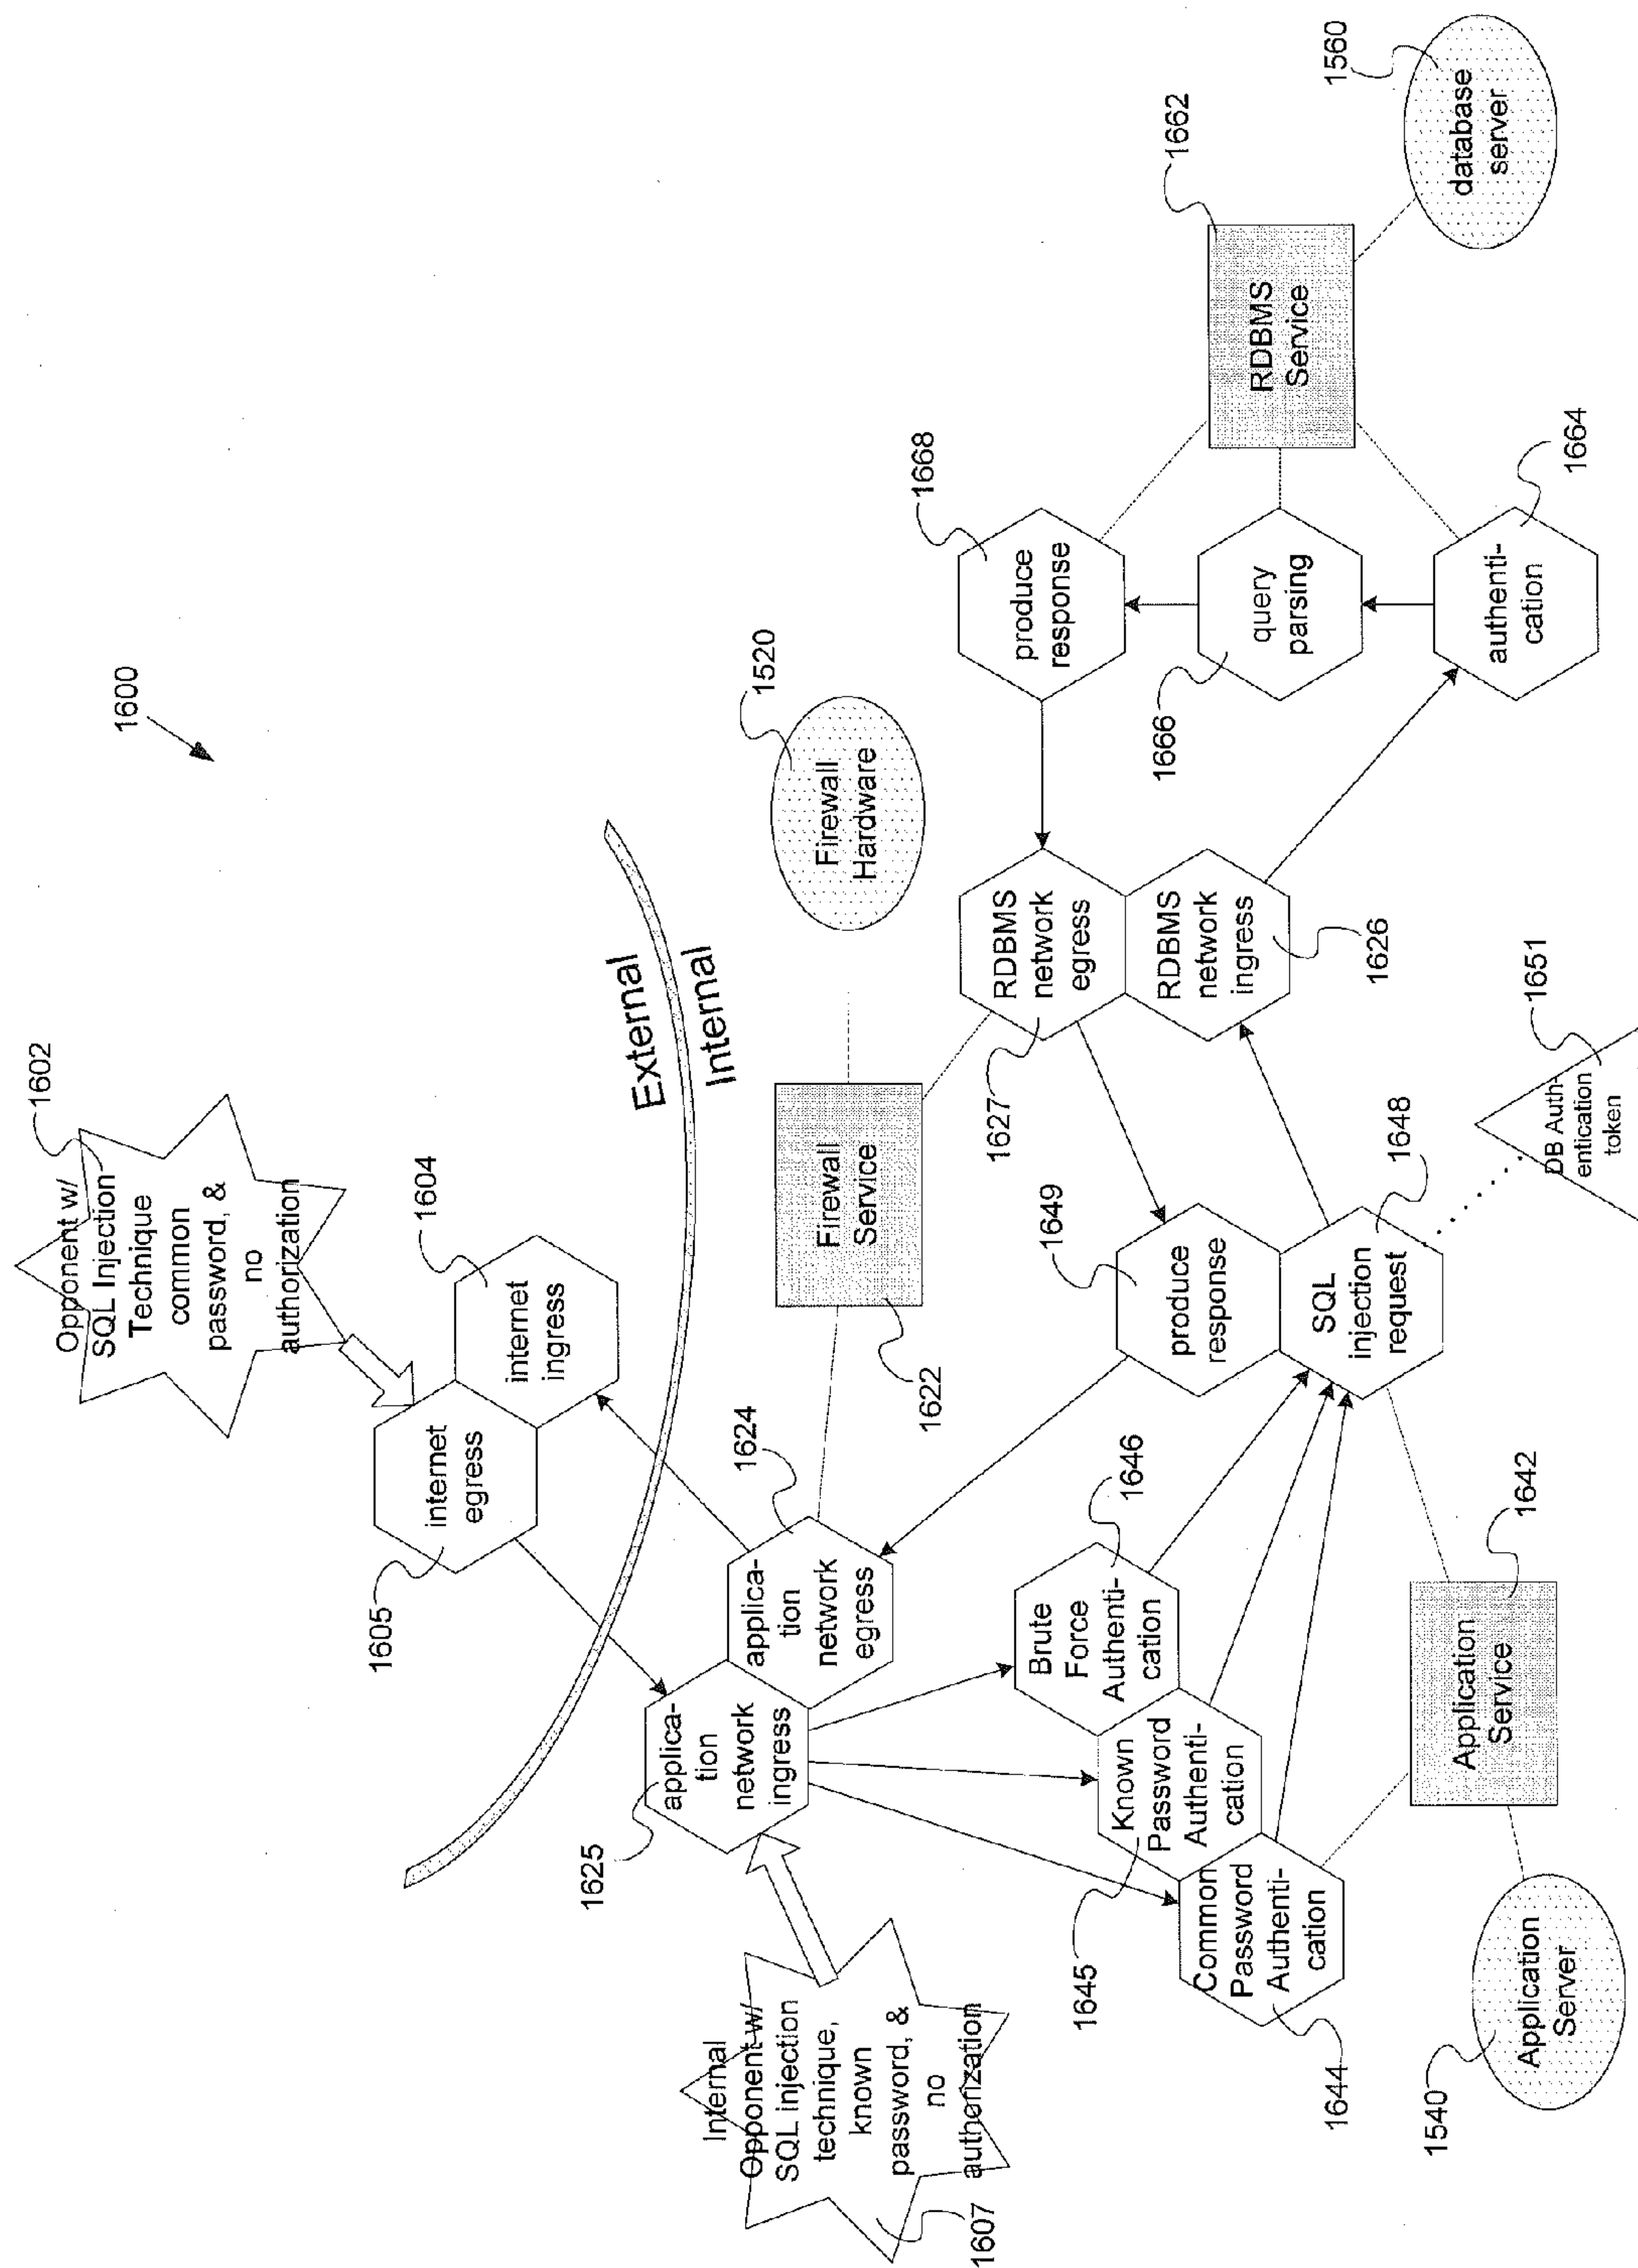 1600
1602
Opponent w/
SQL Injection
Technique
common
password, &
no
authorization
1604
internet
ingress
1605
internet
egress
External
Internal
1520
Firewall
Hardware
Firewall
Service
1622
1624
applica-
tion
network
egress
1625
applica-
tion
network
ingress
Internal
Opponent w/
SQL injection
technique,
known
password, &
no
authorization
1607
1646
Brute
Force
Authenti-
cation
1645
Known
Password
Authenti-
cation
1644
Common
Password
Authenti-
cation
1642
Application
Service
1540
Application
Server
1649
produce
response
1648
SQL
injection
request
1651
DB Auth-
entication
token
1627
RDBMS
network
egress
1626
RDBMS
network
ingress
1668
produce
response
1666
query
parsing
1664
authenti-
cation
1662
RDBMS
Service
1560
database
server